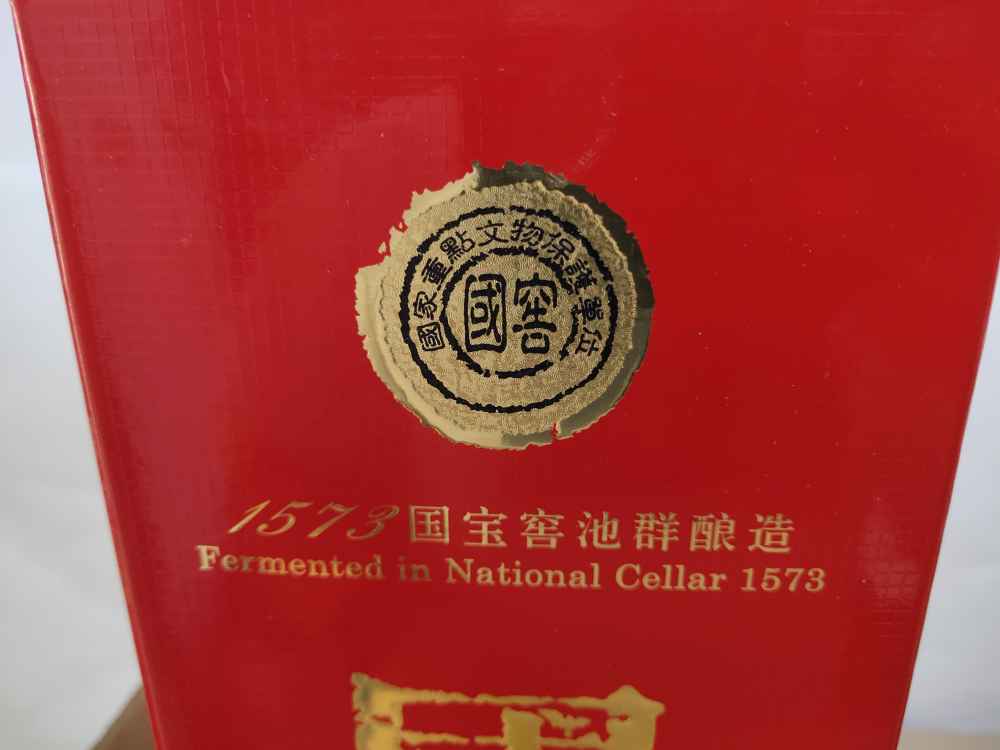 國家重點文物保護單位
國窖
1573国宝窖池群酿造
Fermented in National Cellar 1573